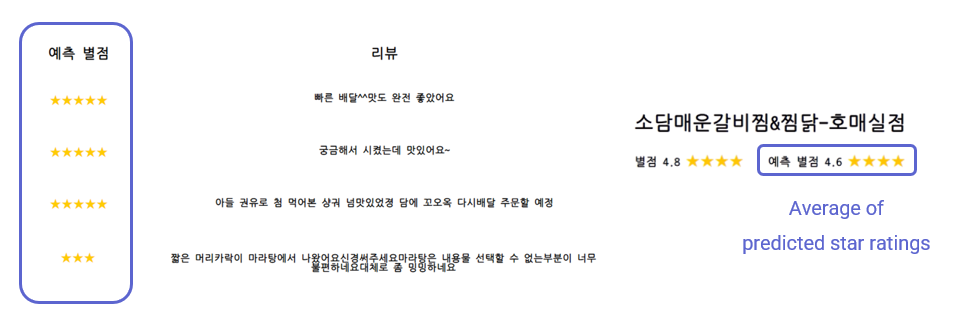 예측 별점
리뷰
★★★★★
빠른 배달^^맛도 완전 좋았어요
★★★★★
궁금해서 시켰는데 맛있어요~
★★★★★
아들 권유로 첨 먹어본 샹궈 넘맛있었졍 담에 꼬오옥 다시배달 주문할 예정
★★★
짧은 머리카락이 마라탕에서 나왔어요신경써주세요마라탕은 내용물 선택할 수 없는부분이 너무
불편하네요대체로 좀 밍밍하네요
소담매운갈비찜&찜닭-호매실점
별점 4.8 ★★★★
예측 별점 4.6 ★★★★
Average of
predicted star ratings